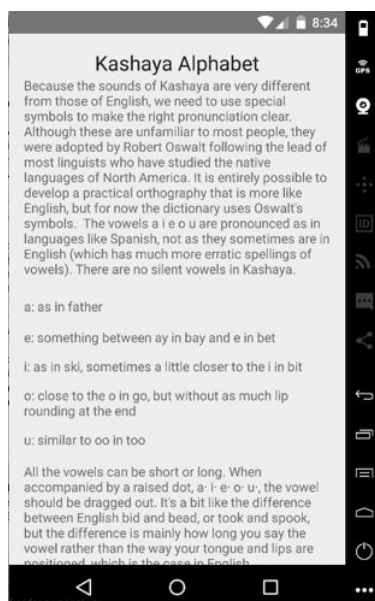 8:34
Kashaya Alphabet
Because the sounds of Kashaya are very different
from those of English, we need to use special
symbols to make the right pronunciation clear.
Although these are unfamiliar to most people, they
were adopted by Robert Oswalt following the lead of
most linguists who have studied the native
languages of North America. It is entirely possible to
develop a practical orthography that is more like
English, but for now the dictionary uses Oswalt's
symbols. The vowels a i e o u are pronounced as in
languages like Spanish, not as they sometimes are in
English (which has much more erratic spellings of
vowels). There are no silent vowels in Kashaya.
a: as in father
e: something between ay in bay and e in bet
i: as in ski, sometimes a little closer to the i in bit
o: close to the o in go, but without as much lip
rounding at the end
u: similar to oo in too
All the vowels can be short or long. When
accompanied by a raised dot, a· i· e· o· u·, the vowel
should be dragged out. It's a bit like the difference
between English bid and bead, or took and spook,
but the difference is mainly how long you say the
vowel rather than the way your tongue and lips are
positioned, which is the case in English
GPS
ID